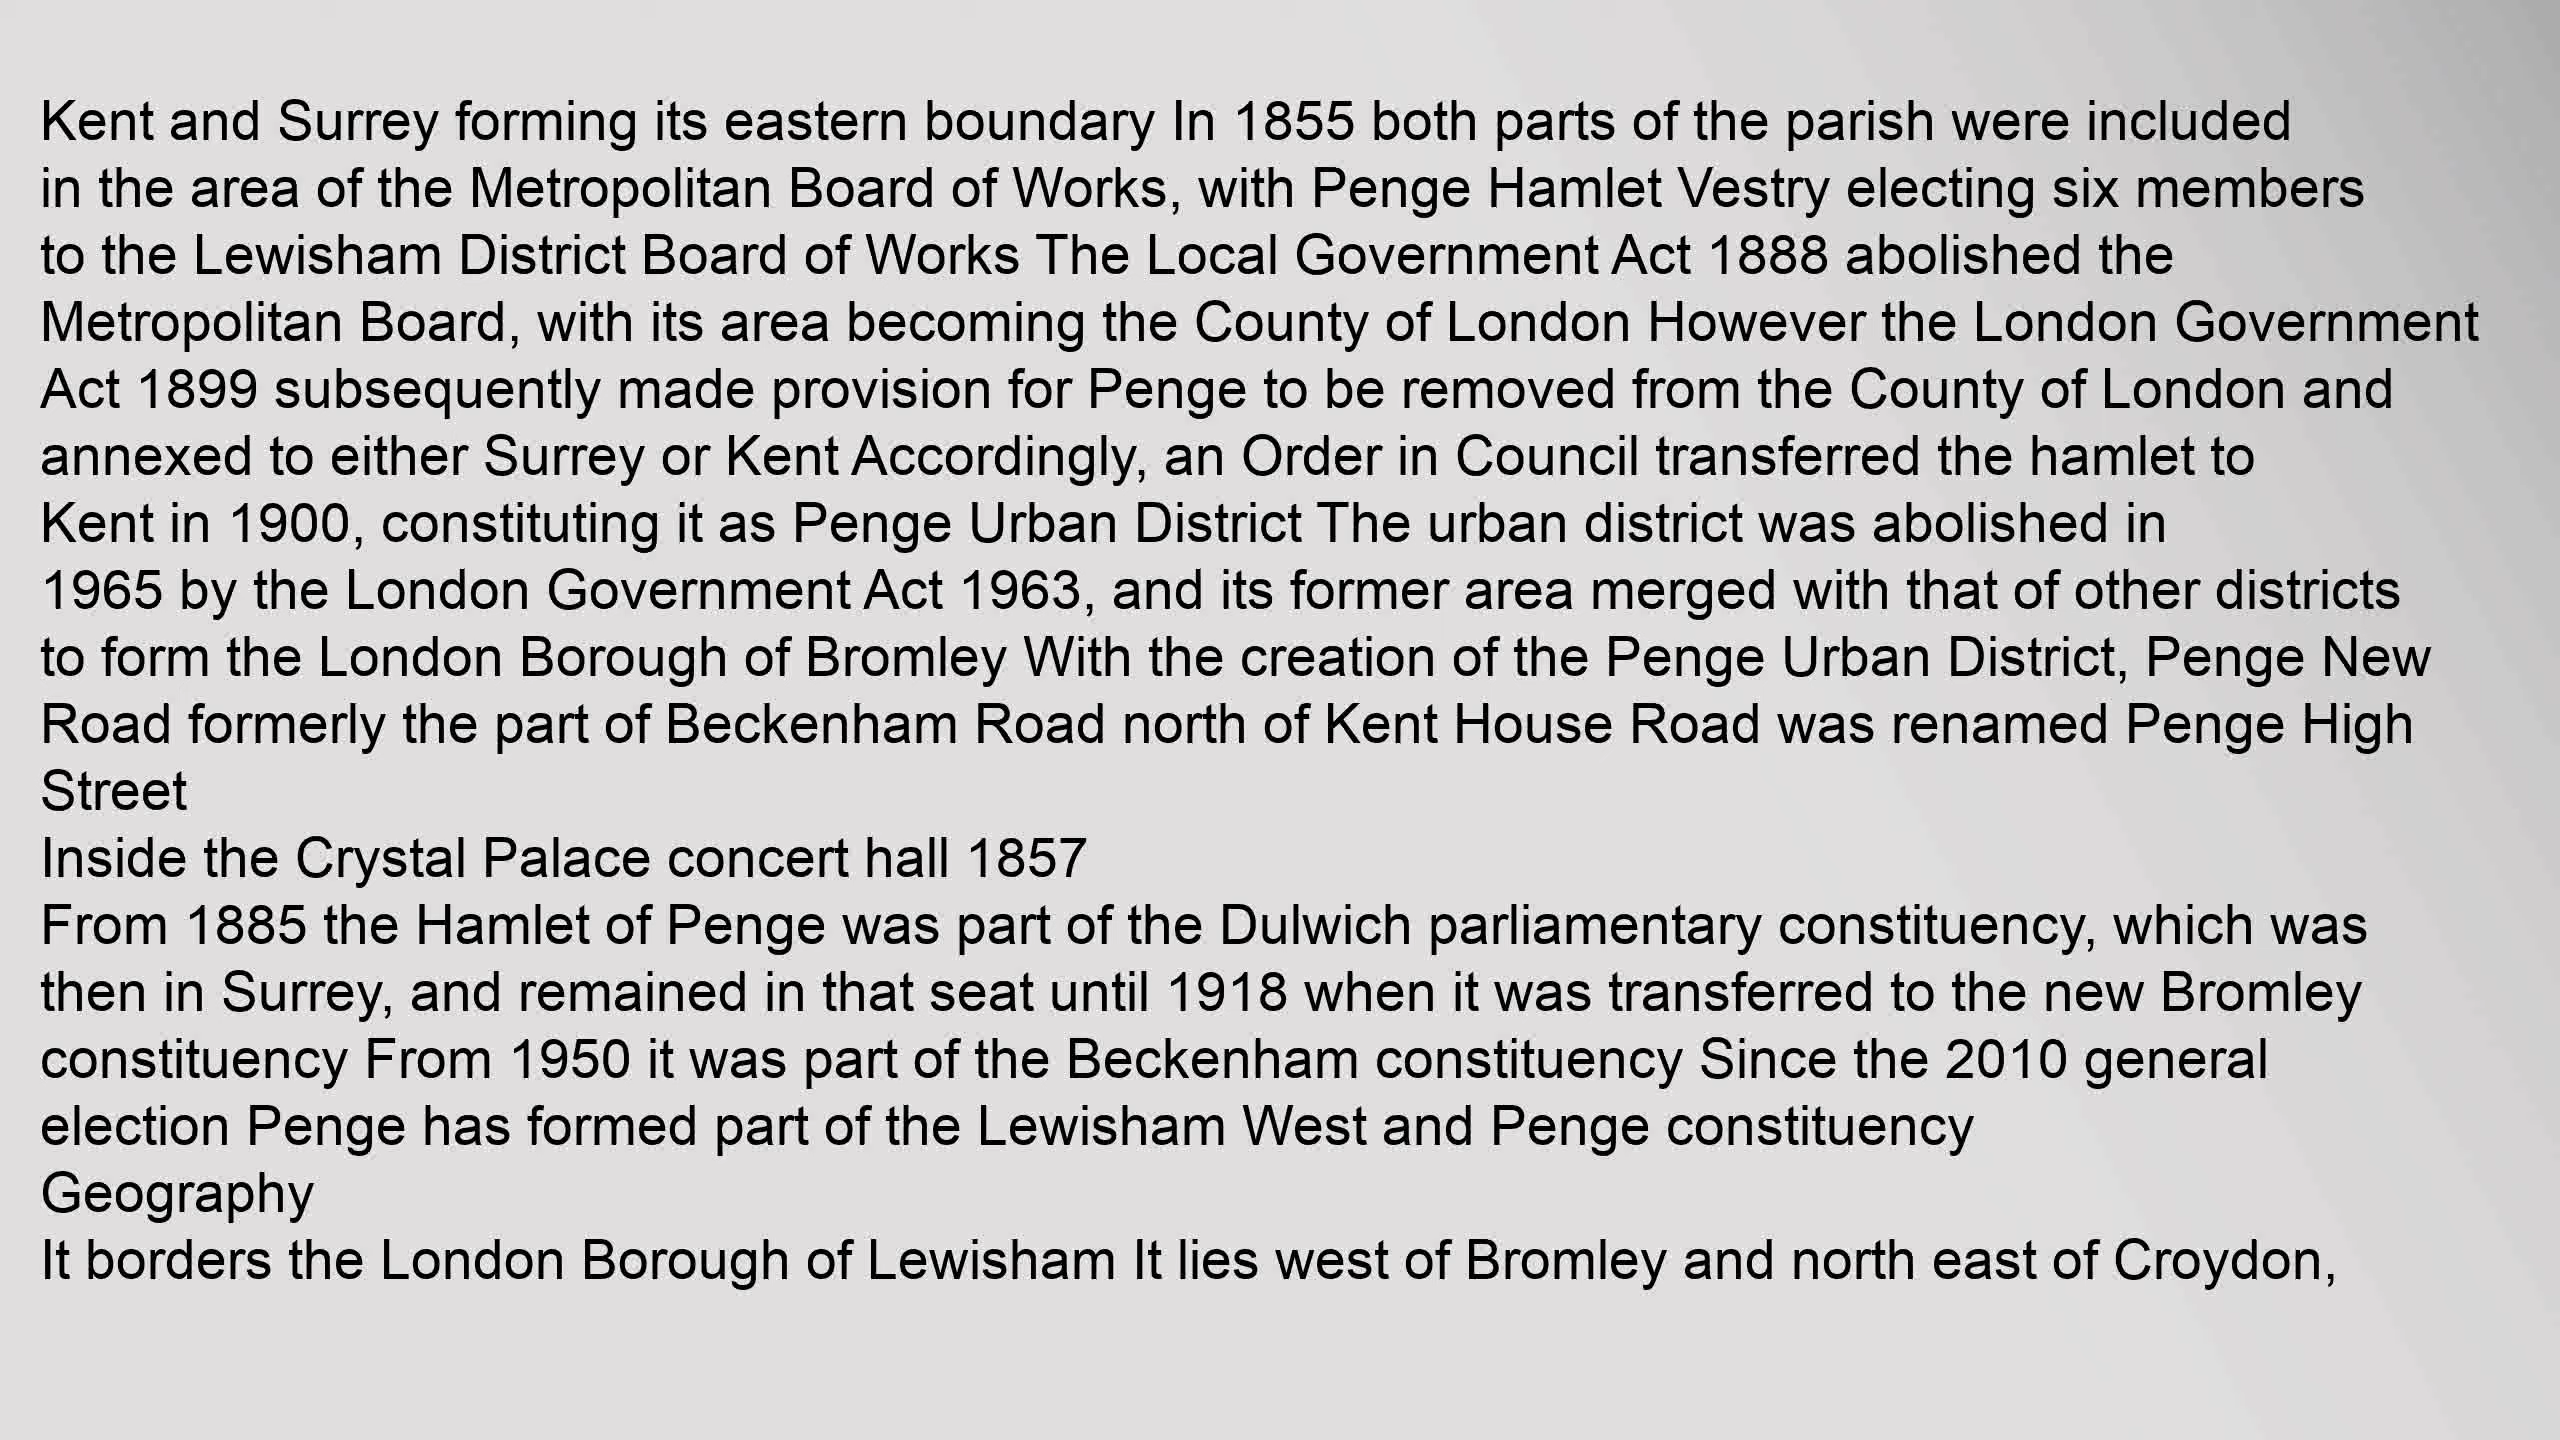 Kent and Surrey forming its eastern boundary In 1855 both parts of the parish were included
in the area of the Metropolitan Board of Works, with Penge Hamlet Vestry electing six members
to the Lewisham District Board of Works The Local Government Act 1888 abolished the
Metropolitan Board, with its area becoming the County of London However the London Government
Act 1899 subsequently made provision for Penge to be removed from the County of London and
annexed to either Surrey or Kent Accordingly, an Order in Council transferred the hamlet to
Kent in 1900, constituting it as Penge Urban District The urban district was abolished in
1965 by the London Government Act 1963, and its former area merged with that of other districts
to form the London Borough of Bromley With the creation of the Penge Urban District, Penge New
Road formerly the part of Beckenham Road north of Kent House Road was renamed Penge High
Street
Inside the Crystal Palace concert hall 1857
From 1885 the Hamlet of Penge was part of the Dulwich parliamentary constituency, which was
then in Surrey, and remained in that seat until 1918 when it was transferred to the new Bromley
constituency From 1950 it was part of the Beckenham constituency Since the 2010 general
election Penge has formed part of the Lewisham West and Penge constituency
Geography
It borders the London Borough of Lewisham It lies west of Bromley and north east of Croydon,